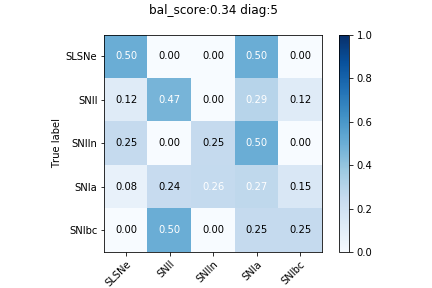 bal_score:0.34 diag:5
1.0
SLSNe 0.50 0.00 0.00 0.50 0.00
0.8
SNII 0.12 0.47 0.00 0.29 0.12
0.6
True label
SNIIn 0.25 0.00 0.25 0.50 0.00
0.4
SNIa 0.08 0.24 0.26 0.27 0.15
0.2
SNIbc 0.00 0.50 0.00 0.25 0.25
0.0
SLSNe SNII SNIIn SNIa SNIbc